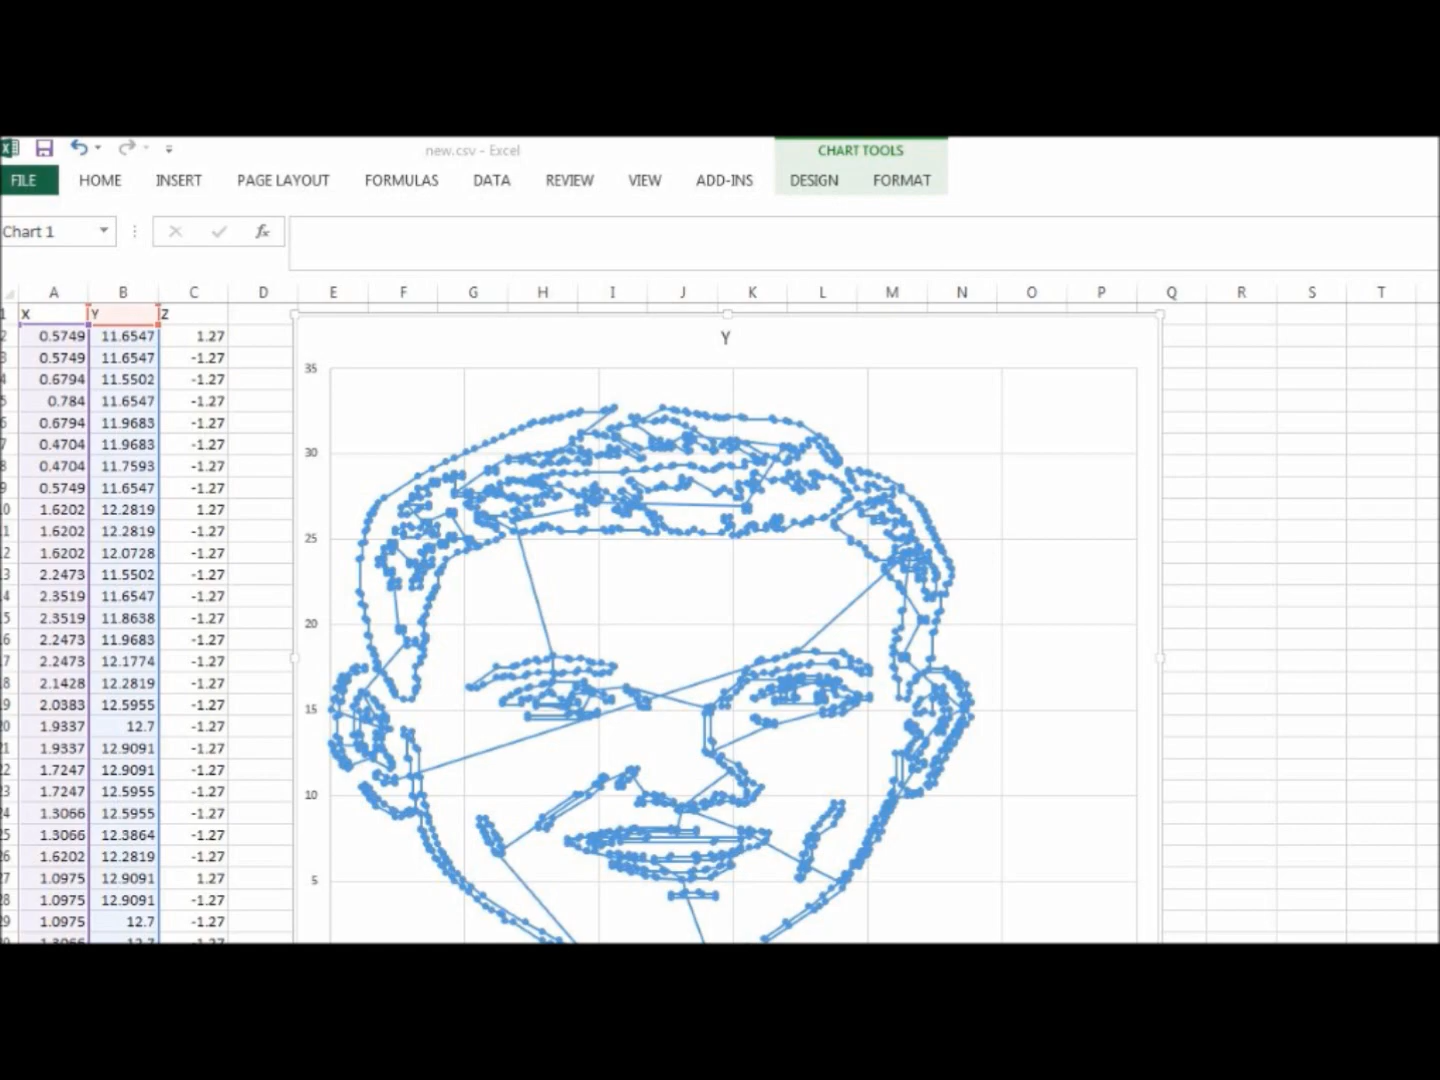 new.csv - Excel
CHART TOOLS
FILE HOME INSERT PAGE LAYOUT FORMULAS DATA REVIEW VIEW ADD-INS DESIGN FORMAT
Chart 1 fx
A B C D E F G H I J K L M N O P Q R S T
1 X Y Z
2 0.5749 11.6547 1.27
3 0.5749 11.6547 -1.27
4 0.6794 11.5502 -1.27
5 0.784 11.6547 -1.27
6 0.6794 11.9683 -1.27
7 0.4704 11.9683 -1.27
8 0.4704 11.7593 -1.27
9 0.5749 11.6547 -1.27
10 1.6202 12.2819 1.27
11 1.6202 12.2819 -1.27
12 1.6202 12.0728 -1.27
13 2.2473 11.5502 -1.27
14 2.3519 11.6547 -1.27
15 2.3519 11.8638 -1.27
16 2.2473 11.9683 -1.27
17 2.2473 12.1774 -1.27
18 2.1428 12.2819 -1.27
19 2.0383 12.5955 -1.27
20 1.9337 12.7 -1.27
21 1.9337 12.9091 -1.27
22 1.7247 12.9091 -1.27
23 1.7247 12.5955 -1.27
24 1.3066 12.5955 -1.27
25 1.3066 12.3864 -1.27
26 1.6202 12.2819 -1.27
27 1.0975 12.9091 1.27
28 1.0975 12.9091 -1.27
29 1.0975 12.7 -1.27
Y
35
30
25
20
15
10
5